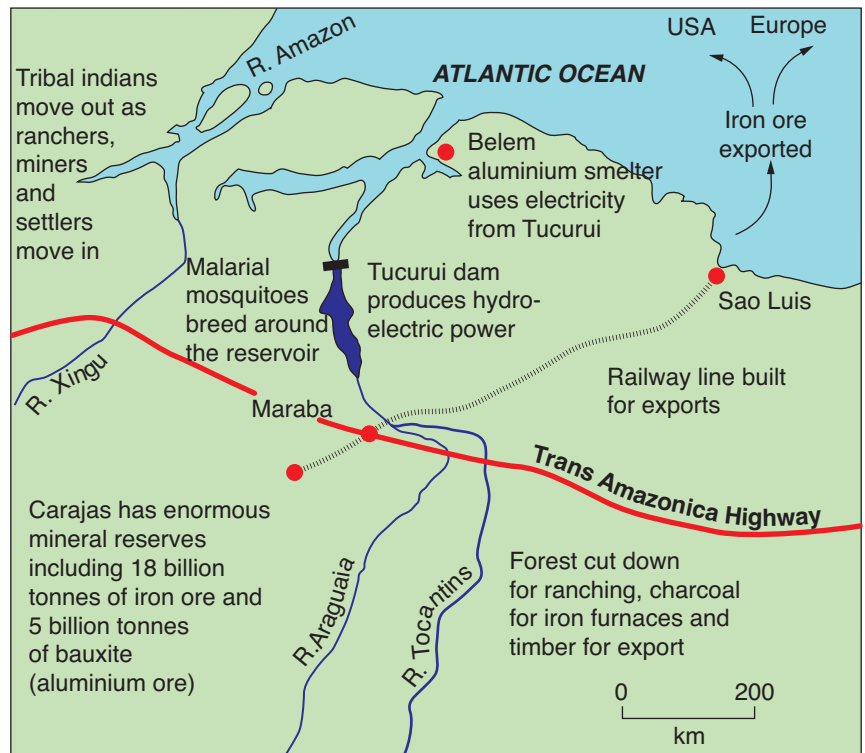 USA
Europe
R. Amazon
ATLANTIC OCEAN
Tribal indians
move out as
ranchers,
miners
and
settlers
move in
Iron ore
exported
Belem
aluminium smelter
uses electricity
from Tucurui
Malarial
mosquitoes
breed around
the reservoir
Tucurui dam
produces hydro-
electric power
Sao Luis
R. Xingu
Maraba
Railway line built
for exports
Trans Amazonica Highway
Carajas has enormous
mineral reserves
including 18 billion
tonnes of iron ore and
5 billion tonnes
of bauxite
(aluminium ore)
R.Araguaia
R. Tocantins
Forest cut down
for ranching, charcoal
for iron furnaces and
timber for export
0 200
km